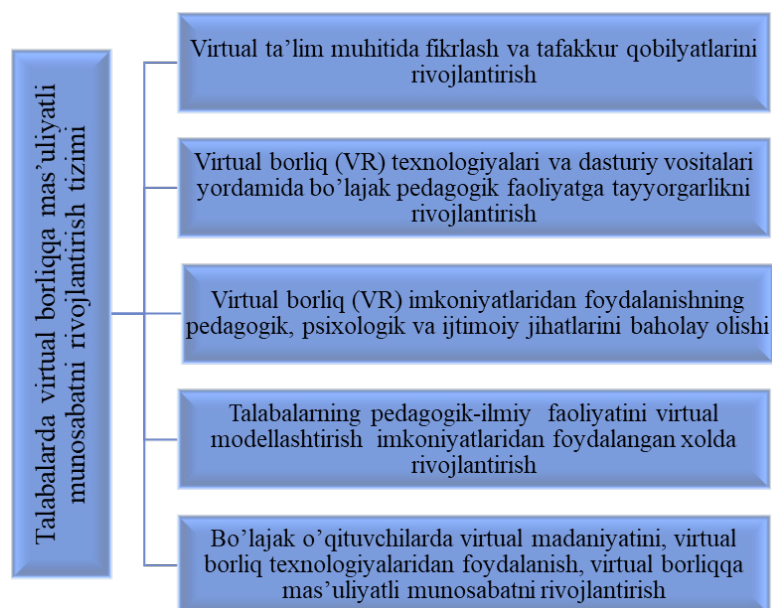 Talabalarda virtual borliqqa mas’uliyatli
munosabatni rivojlantirish tizimi
Virtual ta’lim muhitida fikrlash va tafakkur qobilyatlarini
rivojlantirish
Virtual borliq (VR) texnologiyalari va dasturiy vositalari
yordamida bo’lajak pedagogik faoliyatga tayyorgarlikni
rivojlantirish
Virtual borliq (VR) imkoniyatlaridan foydalanishning
pedagogik, psixologik va ijtimoiy jihatlarini baholay olishi
Talabalarning pedagogik-ilmiy faoliyatini virtual
modellashtirish imkoniyatlaridan foydalangan xolda
rivojlantirish
Bo’lajak o’qituvchilarda virtual madaniyatini, virtual
borliq texnologiyalaridan foydalanish, virtual borliqqa
mas’uliyatli munosabatni rivojlantirish